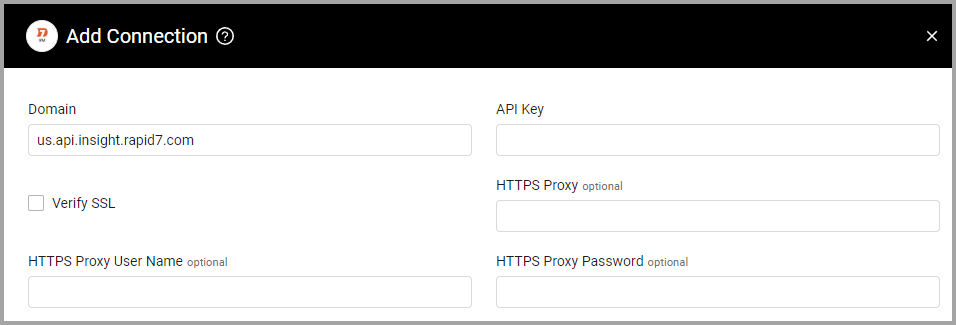 VM
Add Connection ?
Domain
API Key
us.api.insight.rapid7.com
Verify SSL
HTTPS Proxy optional
HTTPS Proxy User Name optional
HTTPS Proxy Password optional